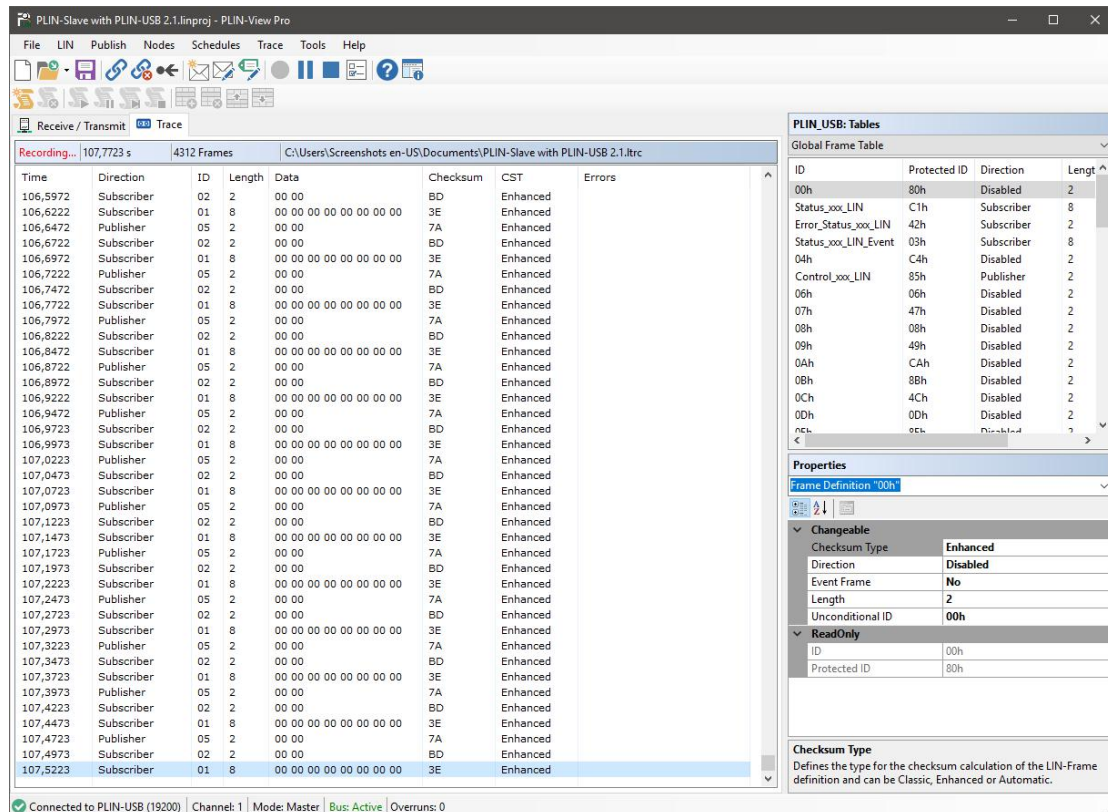 PLIN-Slave with PLIN-USB 2.1.linproj - PLIN-View Pro
File LIN Publish Nodes Schedules Trace Tools Help
Receive / Transmit Trace
Recording... 107,7723 s 4312 Frames C:\Users\Screenshots en-US\Documents\PLIN-Slave with PLIN-USB 2.1.ltrc
Time Direction ID Length Data Checksum CST Errors
106,5972 Subscriber 02 2 00 00 BD Enhanced
106,6222 Subscriber 01 8 00 00 00 00 00 00 00 00 3E Enhanced
106,6472 Publisher 05 2 00 00 7A Enhanced
106,6722 Subscriber 02 2 00 00 BD Enhanced
106,6972 Subscriber 01 8 00 00 00 00 00 00 00 00 3E Enhanced
106,7222 Publisher 05 2 00 00 7A Enhanced
106,7472 Subscriber 02 2 00 00 BD Enhanced
106,7722 Subscriber 01 8 00 00 00 00 00 00 00 00 3E Enhanced
106,7972 Publisher 05 2 00 00 7A Enhanced
106,8222 Subscriber 02 2 00 00 BD Enhanced
106,8472 Subscriber 01 8 00 00 00 00 00 00 00 00 3E Enhanced
106,8722 Publisher 05 2 00 00 7A Enhanced
106,8972 Subscriber 02 2 00 00 BD Enhanced
106,9222 Subscriber 01 8 00 00 00 00 00 00 00 00 3E Enhanced
106,9472 Publisher 05 2 00 00 7A Enhanced
106,9723 Subscriber 02 2 00 00 BD Enhanced
106,9973 Subscriber 01 8 00 00 00 00 00 00 00 00 3E Enhanced
107,0223 Publisher 05 2 00 00 7A Enhanced
107,0473 Subscriber 02 2 00 00 BD Enhanced
107,0723 Subscriber 01 8 00 00 00 00 00 00 00 00 3E Enhanced
107,0973 Publisher 05 2 00 00 7A Enhanced
107,1223 Subscriber 02 2 00 00 BD Enhanced
107,1473 Subscriber 01 8 00 00 00 00 00 00 00 00 3E Enhanced
107,1723 Publisher 05 2 00 00 7A Enhanced
107,1973 Subscriber 02 2 00 00 BD Enhanced
107,2223 Subscriber 01 8 00 00 00 00 00 00 00 00 3E Enhanced
107,2473 Publisher 05 2 00 00 7A Enhanced
107,2723 Subscriber 02 2 00 00 BD Enhanced
107,2973 Subscriber 01 8 00 00 00 00 00 00 00 00 3E Enhanced
107,3223 Publisher 05 2 00 00 7A Enhanced
107,3473 Subscriber 02 2 00 00 BD Enhanced
107,3723 Subscriber 01 8 00 00 00 00 00 00 00 00 3E Enhanced
107,3973 Publisher 05 2 00 00 7A Enhanced
107,4223 Subscriber 02 2 00 00 BD Enhanced
107,4473 Subscriber 01 8 00 00 00 00 00 00 00 00 3E Enhanced
107,4723 Publisher 05 2 00 00 7A Enhanced
107,4973 Subscriber 02 2 00 00 BD Enhanced
107,5223 Subscriber 01 8 00 00 00 00 00 00 00 00 3E Enhanced
PLIN_USB: Tables
Global Frame Table
ID Protected ID Direction Lengt
00h 80h Disabled 2
Status_xxx_LIN C1h Subscriber 8
Error_Status_xxx_LIN 42h Subscriber 2
Status_xxx_LIN_Event 03h Subscriber 8
04h C4h Disabled 2
Control_xxx_LIN 85h Publisher 2
06h 06h Disabled 2
07h 47h Disabled 2
08h 08h Disabled 2
09h 49h Disabled 2
0Ah CAh Disabled 2
0Bh 8Bh Disabled 2
0Ch 4Ch Disabled 2
0Dh 0Dh Disabled 2
Properties
Frame Definition "00h"
Changeable
Checksum Type Enhanced
Direction Disabled
Event Frame No
Length 2
Unconditional ID 00h
ReadOnly
ID 00h
Protected ID 80h
Checksum Type
Defines the type for the checksum calculation of the LIN-Frame
definition and can be Classic, Enhanced or Automatic.
Connected to PLIN-USB (19200) Channel: 1 Mode: Master Bus: Active Overruns: 0